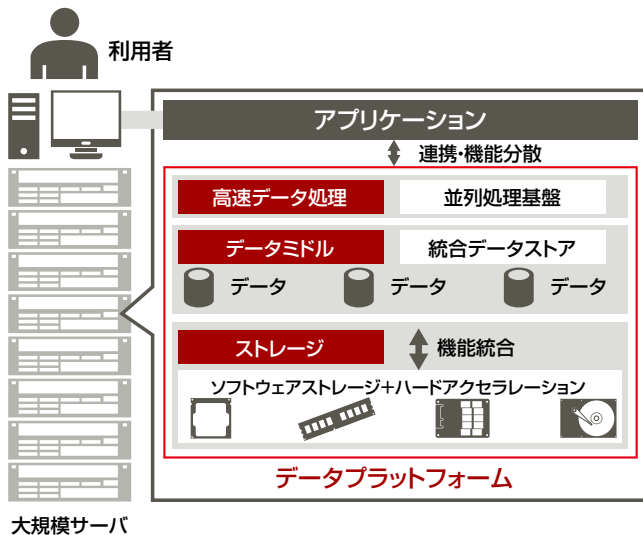 利用者
アプリケーション
連携・機能分散
高速データ処理
並列処理基盤
データミドル
統合データストア
データ
データ
データ
ストレージ
機能統合
ソフトウェアストレージ+ハードアクセラレーション
データプラットフォーム
大規模サーバ